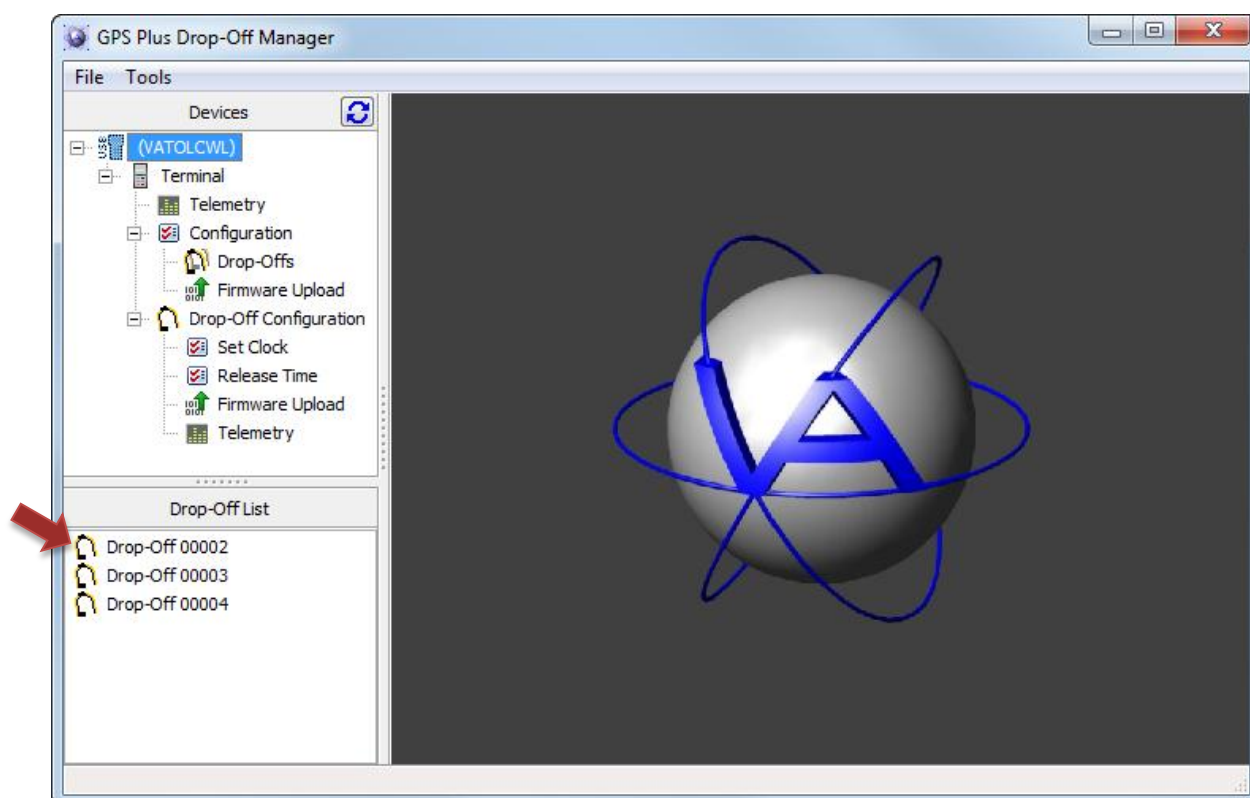 GPS Plus Drop-Off Manager
File Tools
Devices
USB (VATOLCWL)
Terminal
Telemetry
Configuration
Drop-Offs
Firmware Upload
Drop-Off Configuration
Set Clock
Release Time
Firmware Upload
Telemetry
Drop-Off List
Drop-Off 00002
Drop-Off 00003
Drop-Off 00004
VA